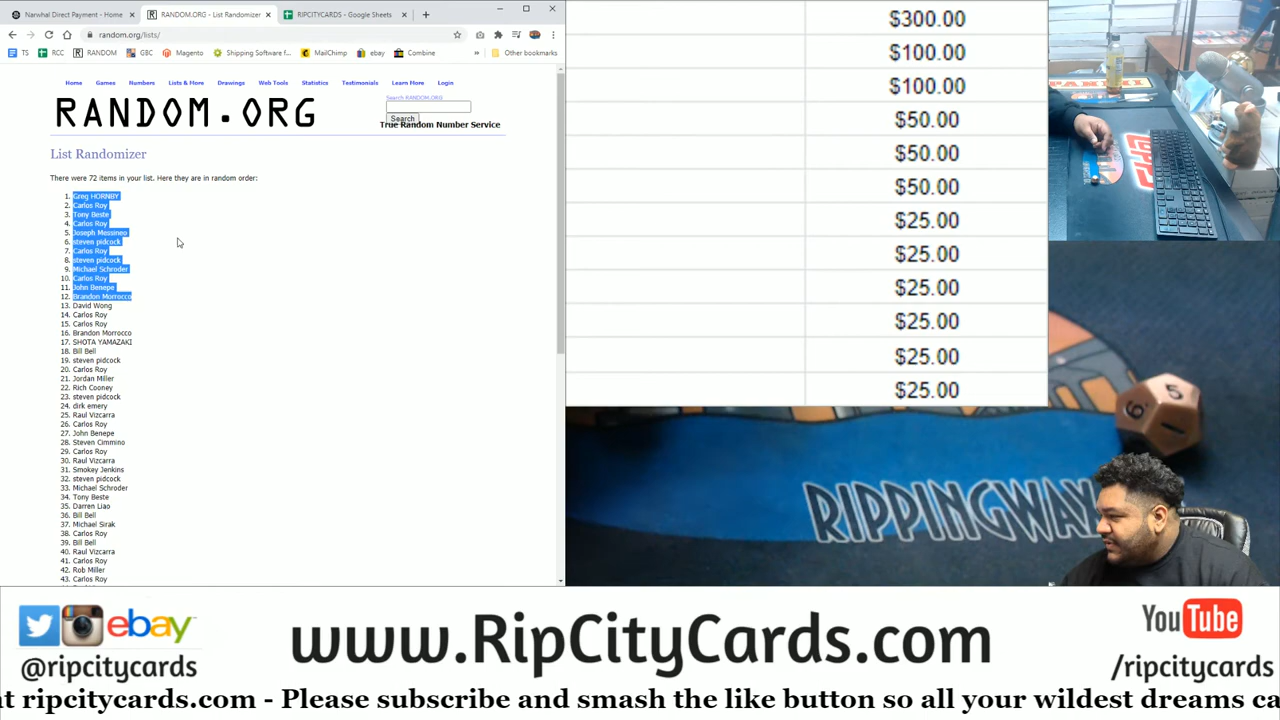 Narwhal Direct Payment - Home
RANDOM.ORG - List Randomizer
RIPCITYCARDS - Google Sheets
random.org/lists/
TS
RCC
RANDOM
GBC
Magento
Shipping Software f...
MailChimp
ebay
Combine
»
Other bookmarks
Home
Games
Numbers
Lists & More
Drawings
Web Tools
Statistics
Testimonials
Learn More
Login
RANDOM.ORG
Search RANDOM.ORG
Search
True Random Number Service
List Randomizer
There were 72 items in your list. Here they are in random order:
1. Greg HORNBY
2. Carlos Roy
3. Tony Beste
4. Carlos Roy
5. Joseph Messineo
6. steven pidcock
7. Carlos Roy
8. steven pidcock
9. Michael Schroder
10. Carlos Roy
11. John Benepe
12. Brandon Morrocco
13. David Wong
14. Carlos Roy
15. Carlos Roy
16. Brandon Morrocco
17. SHOTA YAMAZAKI
18. Bill Bell
19. steven pidcock
20. Carlos Roy
21. Jordan Miller
22. Rich Cooney
23. steven pidcock
24. dirk emery
25. Raul Vizcarra
26. Carlos Roy
27. John Benepe
28. Steven Cimmino
29. Carlos Roy
30. Raul Vizcarra
31. Smokey Jenkins
32. steven pidcock
33. Michael Schroder
34. Tony Beste
35. Darren Liao
36. Bill Bell
37. Michael Sirak
38. Carlos Roy
39. Bill Bell
40. Raul Vizcarra
41. Carlos Roy
42. Rob Miller
43. Carlos Roy
$300.00
$100.00
$100.00
$50.00
$50.00
$50.00
$25.00
$25.00
$25.00
$25.00
$25.00
$25.00
6
5
RIPPINGWAX
ebay
@ripcitycards
www.RipCityCards.com
YouTube
/ripcitycards
at ripcitycards.com - Please subscribe and smash the like button so all your wildest dreams ca